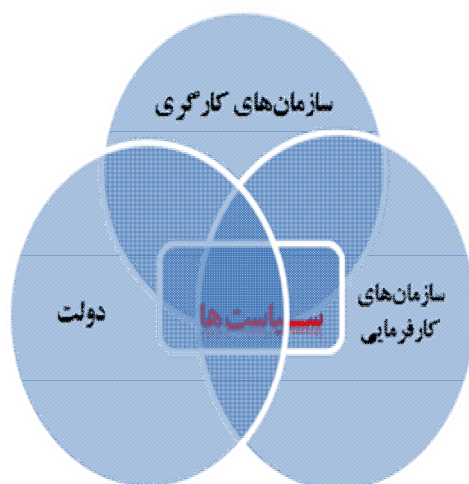 سازمان‌های کارگری
سازمان‌های
کارفرمایی
دولت
سیاست‌ها